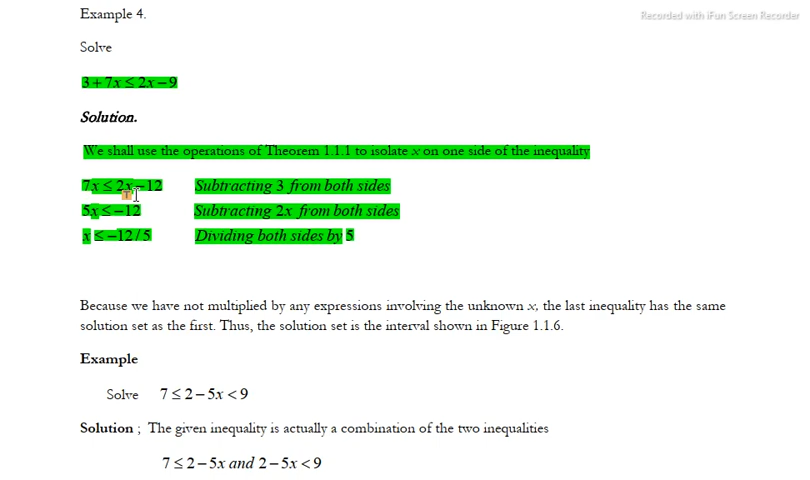 Example 4.
Recorded with iFun Screen Recorder
Solve
3 + 7x ≤ 2x − 9
Solution.
We shall use the operations of Theorem 1.1.1 to isolate x on one side of the inequality
7x ≤ 2x − 12 Subtracting 3 from both sides
5x ≤ −12 Subtracting 2x from both sides
x ≤ −12 / 5 Dividing both sides by 5
Because we have not multiplied by any expressions involving the unknown x, the last inequality has the same
solution set as the first. Thus, the solution set is the interval shown in Figure 1.1.6.
Example
Solve 7 ≤ 2 − 5x < 9
Solution ; The given inequality is actually a combination of the two inequalities
7 ≤ 2 − 5x and 2 − 5x < 9